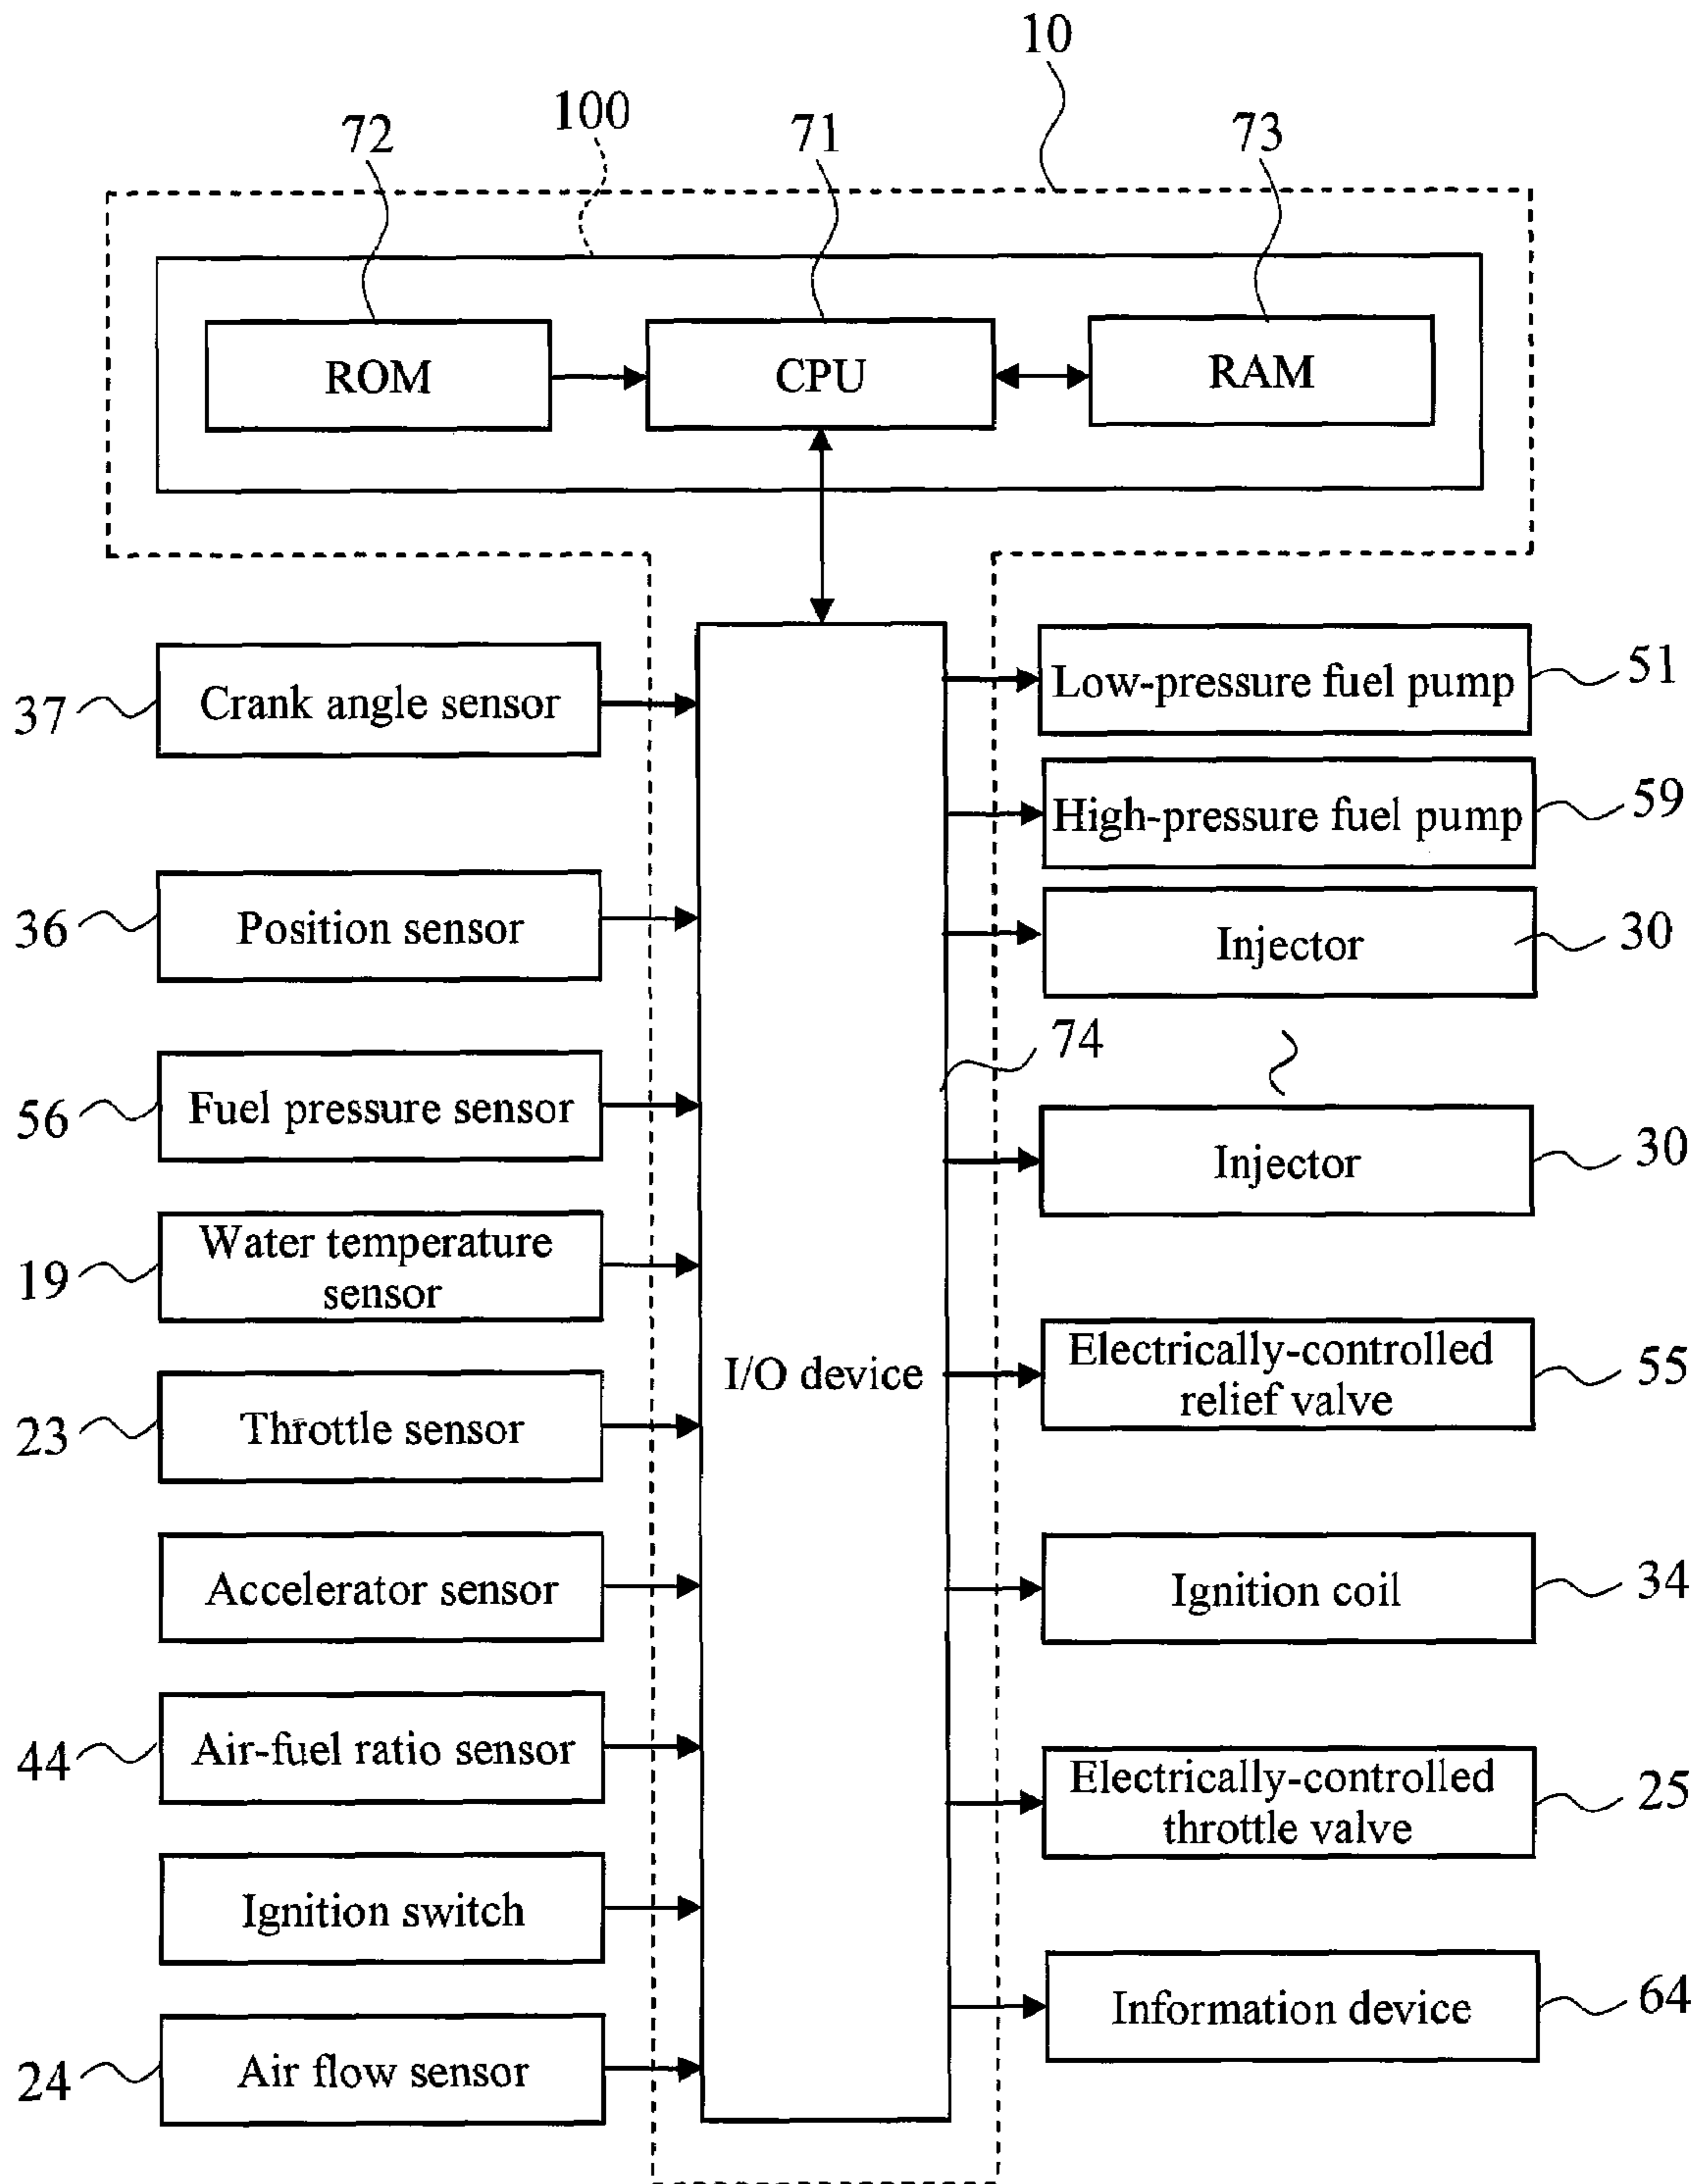 10
100
72
71
73
ROM
CPU
RAM
37
Crank angle sensor
Low-pressure fuel pump
51
High-pressure fuel pump
59
36
Position sensor
Injector
30
74
56
Fuel pressure sensor
Injector
30
19
Water temperature
sensor
I/O device
Electrically-controlled
relief valve
55
23
Throttle sensor
Accelerator sensor
Ignition coil
34
44
Air-fuel ratio sensor
Electrically-controlled
throttle valve
25
Ignition switch
Information device
64
24
Air flow sensor